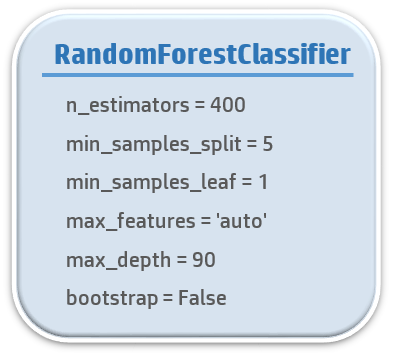 RandomForestClassifier
n_estimators = 400
min_samples_split = 5
min_samples_leaf = 1
max_features = 'auto'
max_depth = 90
bootstrap = False